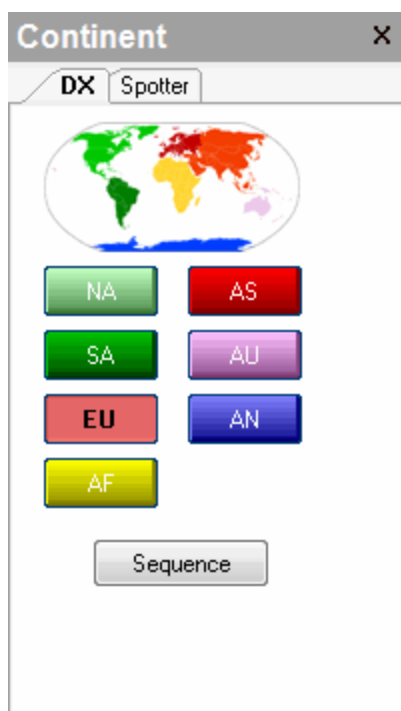 Continent
DX Spotter
NA AS
SA AU
EU AN
AF
Sequence